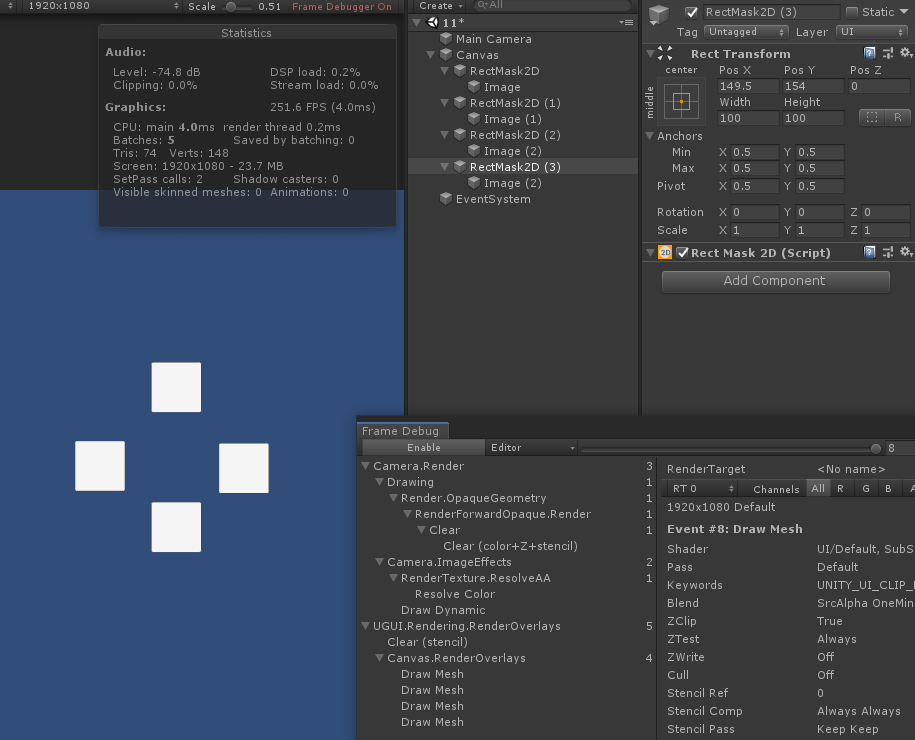 1920x1080 Scale 0.51 Frame Debugger On
Statistics
Audio:
Level: -74.8 dB DSP load: 0.2%
Clipping: 0.0% Stream load: 0.0%
Graphics: 251.6 FPS (4.0ms)
CPU: main 4.0ms render thread 0.2ms
Batches: 5 Saved by batching: 0
Tris: 74 Verts: 148
Screen: 1920x1080 - 23.7 MB
SetPass calls: 2 Shadow casters: 0
Visible skinned meshes: 0 Animations: 0
Create All
11*
Main Camera
Canvas
RectMask2D
Image
RectMask2D (1)
Image (1)
RectMask2D (2)
Image (2)
RectMask2D (3)
Image (2)
EventSystem
RectMask2D (3) Static
Tag Untagged Layer UI
Rect Transform
center Pos X Pos Y Pos Z
middle 149.5 154 0
Width Height
100 100 R
Anchors
Min X 0.5 Y 0.5
Max X 0.5 Y 0.5
Pivot X 0.5 Y 0.5
Rotation X 0 Y 0 Z 0
Scale X 1 Y 1 Z 1
2D Rect Mask 2D (Script)
Add Component
Frame Debug
Enable Editor 8
Camera.Render 3
Drawing 1
Render.OpaqueGeometry 1
RenderForwardOpaque.Render 1
Clear 1
Clear (color+Z+stencil)
Camera.ImageEffects 2
RenderTexture.ResolveAA 1
Resolve Color
Draw Dynamic
UGUI.Rendering.RenderOverlays 5
Clear (stencil)
Canvas.RenderOverlays 4
Draw Mesh
Draw Mesh
Draw Mesh
Draw Mesh
RenderTarget <No name>
RT 0 Channels All R G B A
1920x1080 Default
Event #8: Draw Mesh
Shader UI/Default, SubS
Pass Default
Keywords UNITY_UI_CLIP_
Blend SrcAlpha OneMin
ZClip True
ZTest Always
ZWrite Off
Cull Off
Stencil Ref 0
Stencil Comp Always Always
Stencil Pass Keep Keep